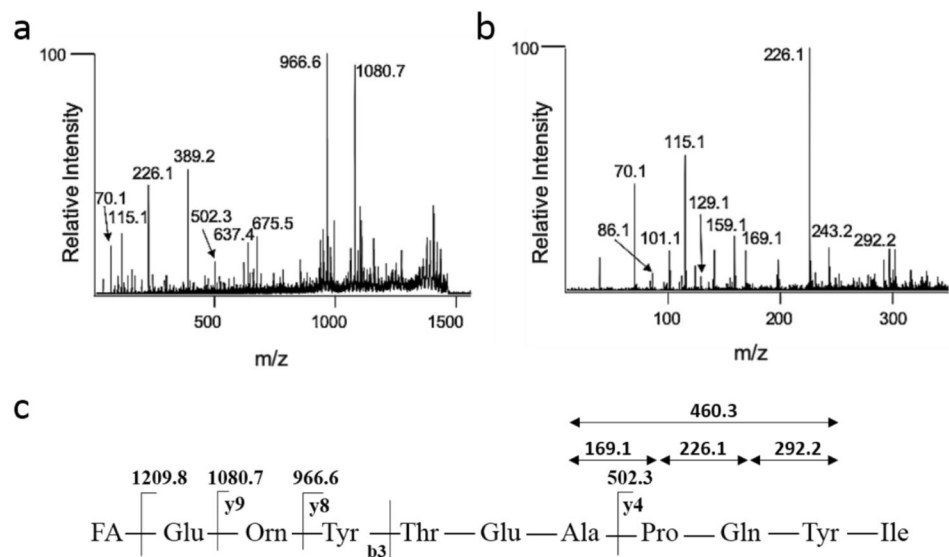 a
b
100
966.6
1080.7
389.2
226.1
70.1
115.1
502.3
637.4
675.5
Relative Intensity
500
1000
1500
m/z
100
226.1
115.1
70.1
129.1
86.1
101.1
159.1
169.1
243.2
292.2
Relative Intensity
100
200
300
m/z
c
460.3
169.1 226.1 292.2
1209.8 1080.7 966.6 502.3
y9 y8 y4
FA — Glu — Orn — Tyr — Thr — Glu — Ala — Pro — Gln — Tyr — Ile
b3